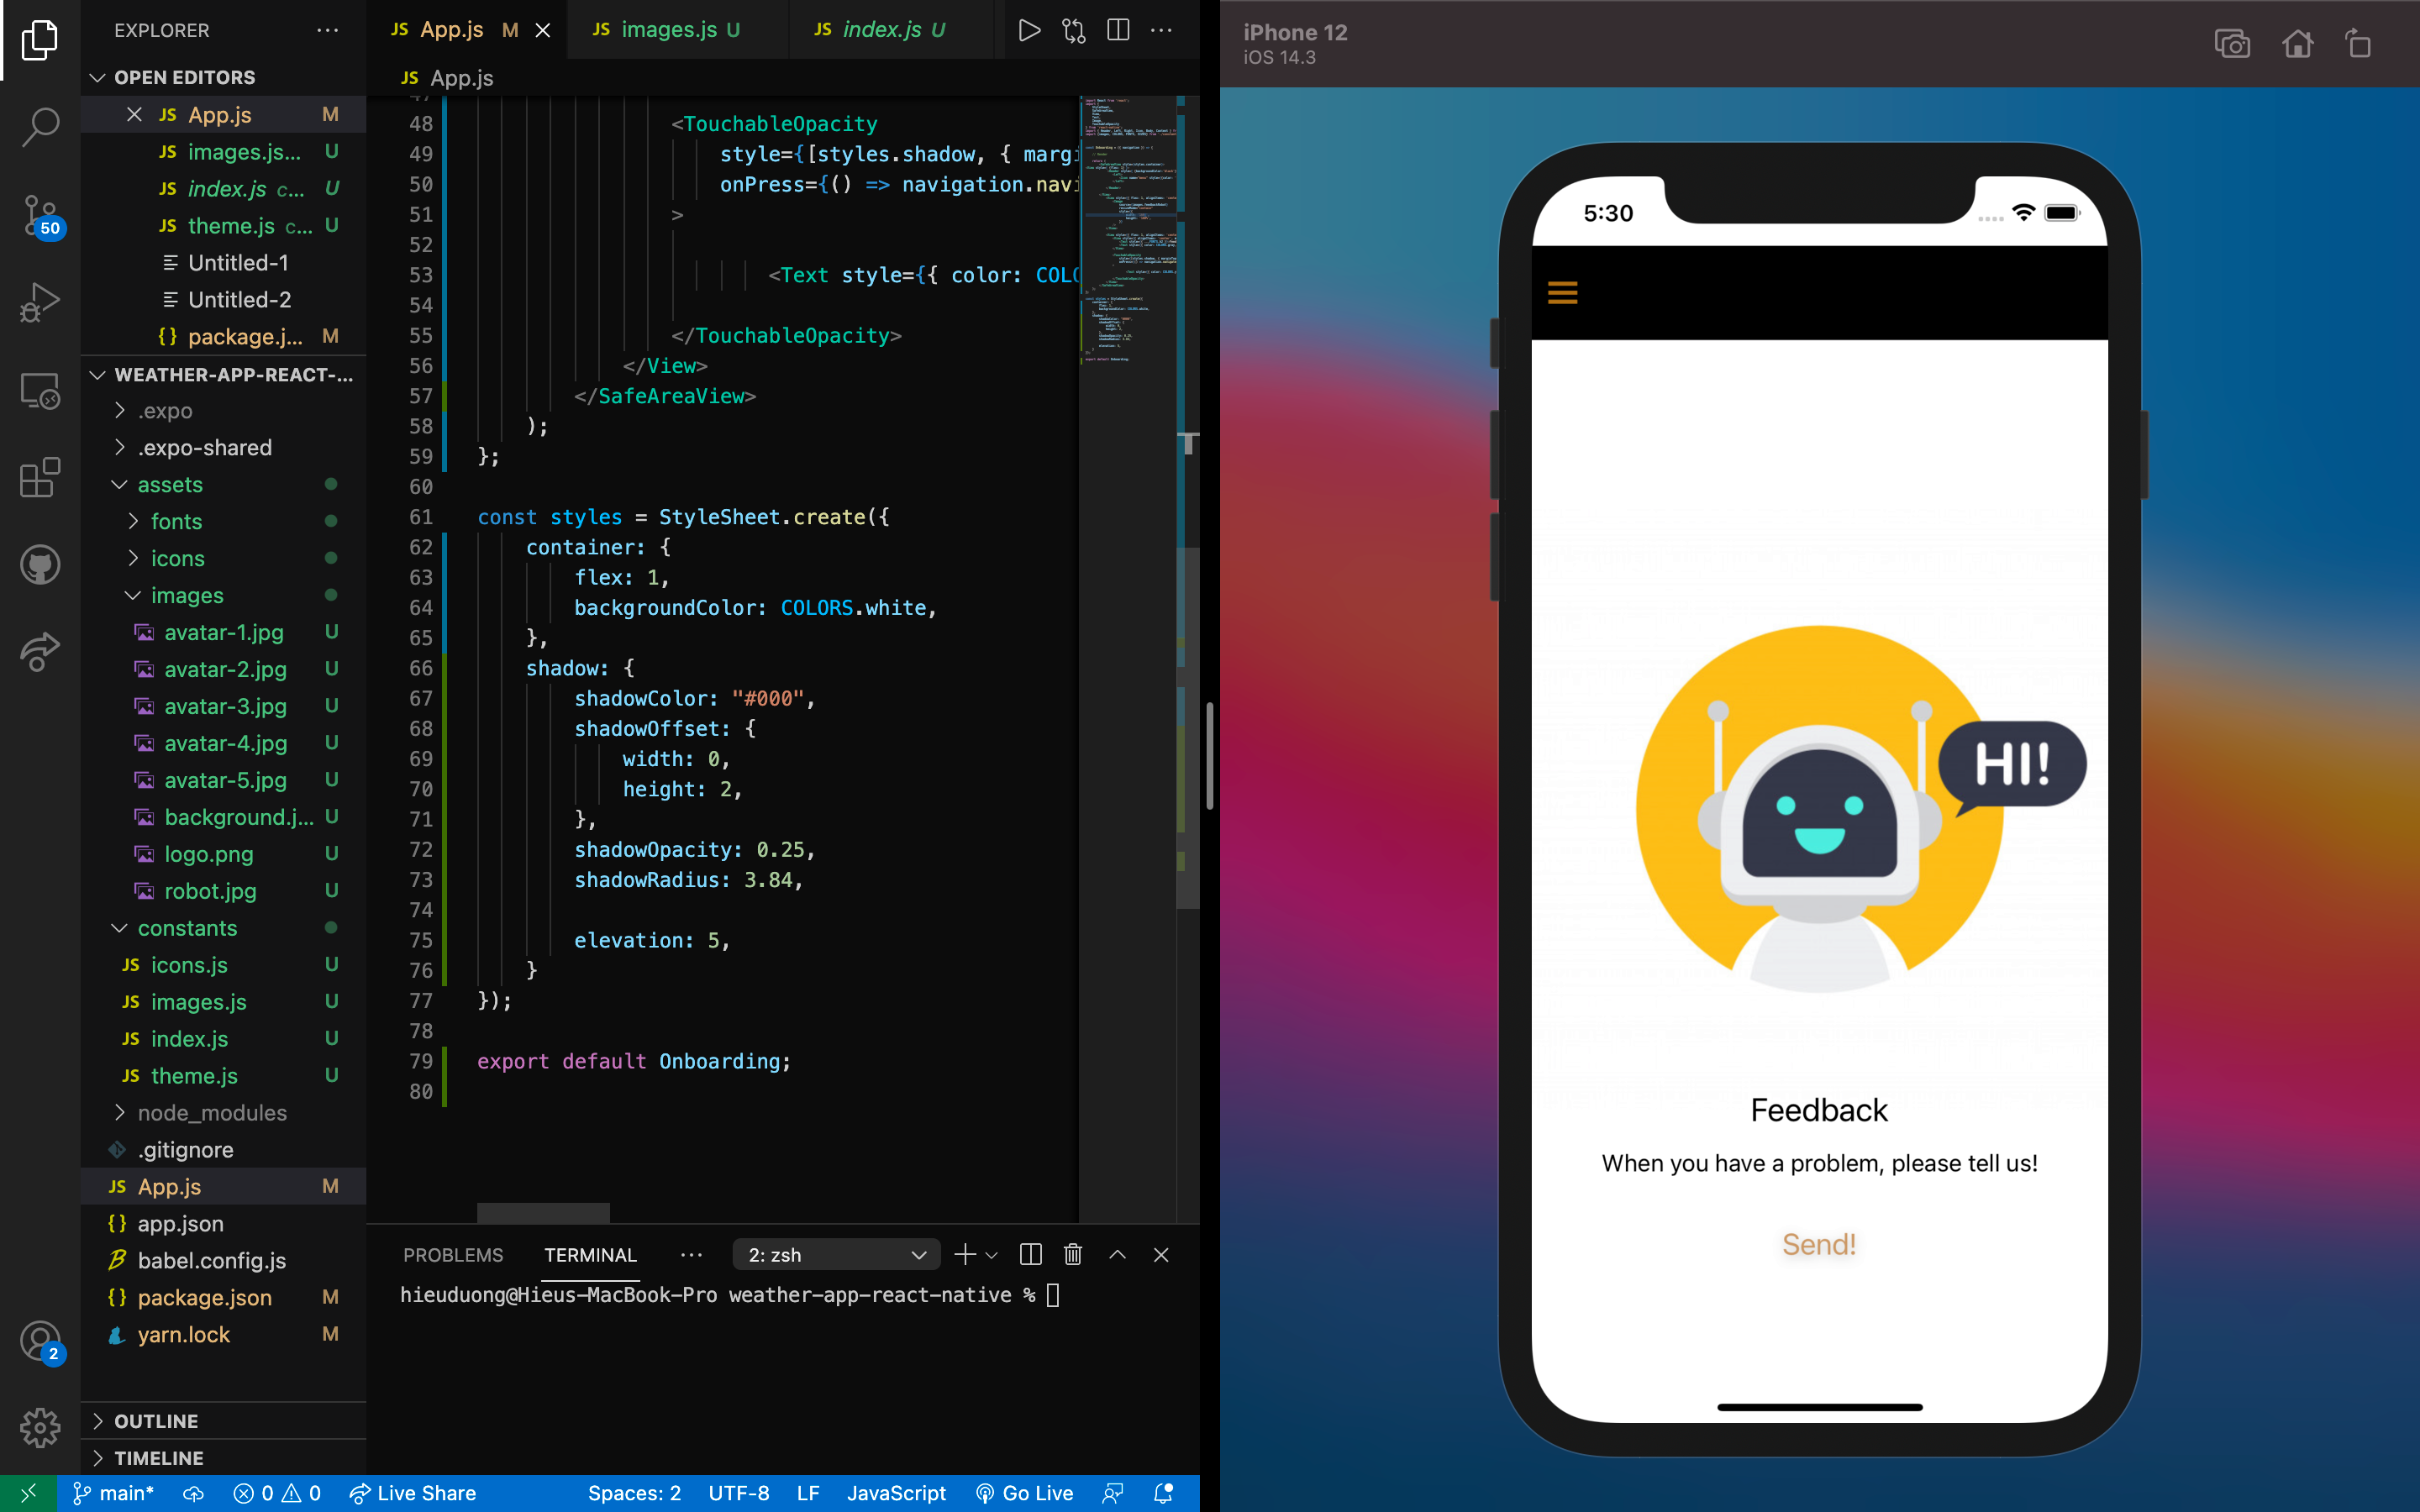 EXPLORER
OPEN EDITORS
JS App.js M
JS images.js... U
JS index.js c... U
JS theme.js c... U
Untitled-1
Untitled-2
{} package.j... M
WEATHER-APP-REACT-...
.expo
.expo-shared
assets
fonts
icons
images
avatar-1.jpg U
avatar-2.jpg U
avatar-3.jpg U
avatar-4.jpg U
avatar-5.jpg U
background.j... U
logo.png U
robot.jpg U
constants
JS icons.js U
JS images.js U
JS index.js U
JS theme.js U
node_modules
.gitignore
JS App.js M
{} app.json
babel.config.js
{} package.json M
yarn.lock M
OUTLINE
TIMELINE
50
2
JS App.js M
JS images.js U
JS index.js U
JS App.js
47
48 <TouchableOpacity
49 style={[styles.shadow, { margi
50 onPress={() => navigation.navi
51 >
52
53 <Text style={{ color: COLO
54
55 </TouchableOpacity>
56 </View>
57 </SafeAreaView>
58 );
59 };
60
61 const styles = StyleSheet.create({
62 container: {
63 flex: 1,
64 backgroundColor: COLORS.white,
65 },
66 shadow: {
67 shadowColor: "#000",
68 shadowOffset: {
69 width: 0,
70 height: 2,
71 },
72 shadowOpacity: 0.25,
73 shadowRadius: 3.84,
74
75 elevation: 5,
76 }
77 });
78
79 export default Onboarding;
80
PROBLEMS TERMINAL ... 2: zsh
hieuduong@Hieus-MacBook-Pro weather-app-react-native %
main* 0 0 Live Share Spaces: 2 UTF-8 LF JavaScript Go Live
iPhone 12
iOS 14.3
5:30
HI!
Feedback
When you have a problem, please tell us!
Send!